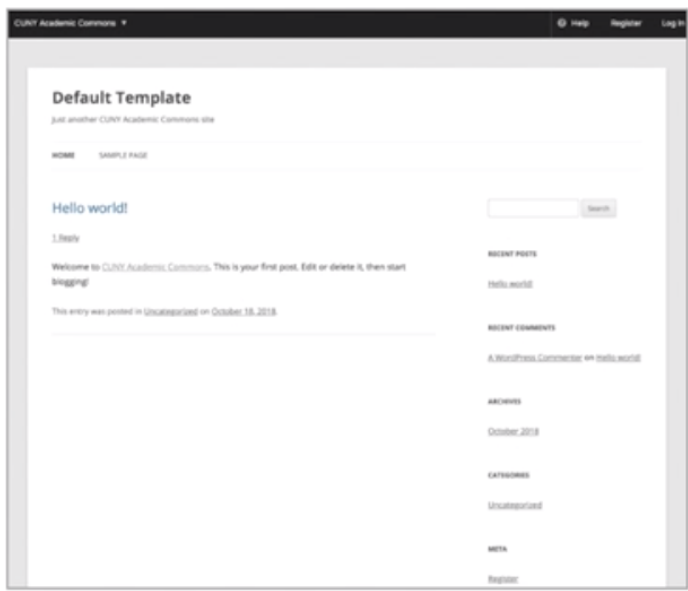 CUNY Academic Commons ▼
Help Register Log In
Default Template
Just another CUNY Academic Commons site
HOME SAMPLE PAGE
Hello world!
1 Reply
Welcome to CUNY Academic Commons. This is your first post. Edit or delete it, then start
blogging!
This entry was posted in Uncategorized on October 18, 2018.
Search
RECENT POSTS
Hello world!
RECENT COMMENTS
A WordPress Commenter on Hello world!
ARCHIVES
October 2018
CATEGORIES
Uncategorized
META
Register